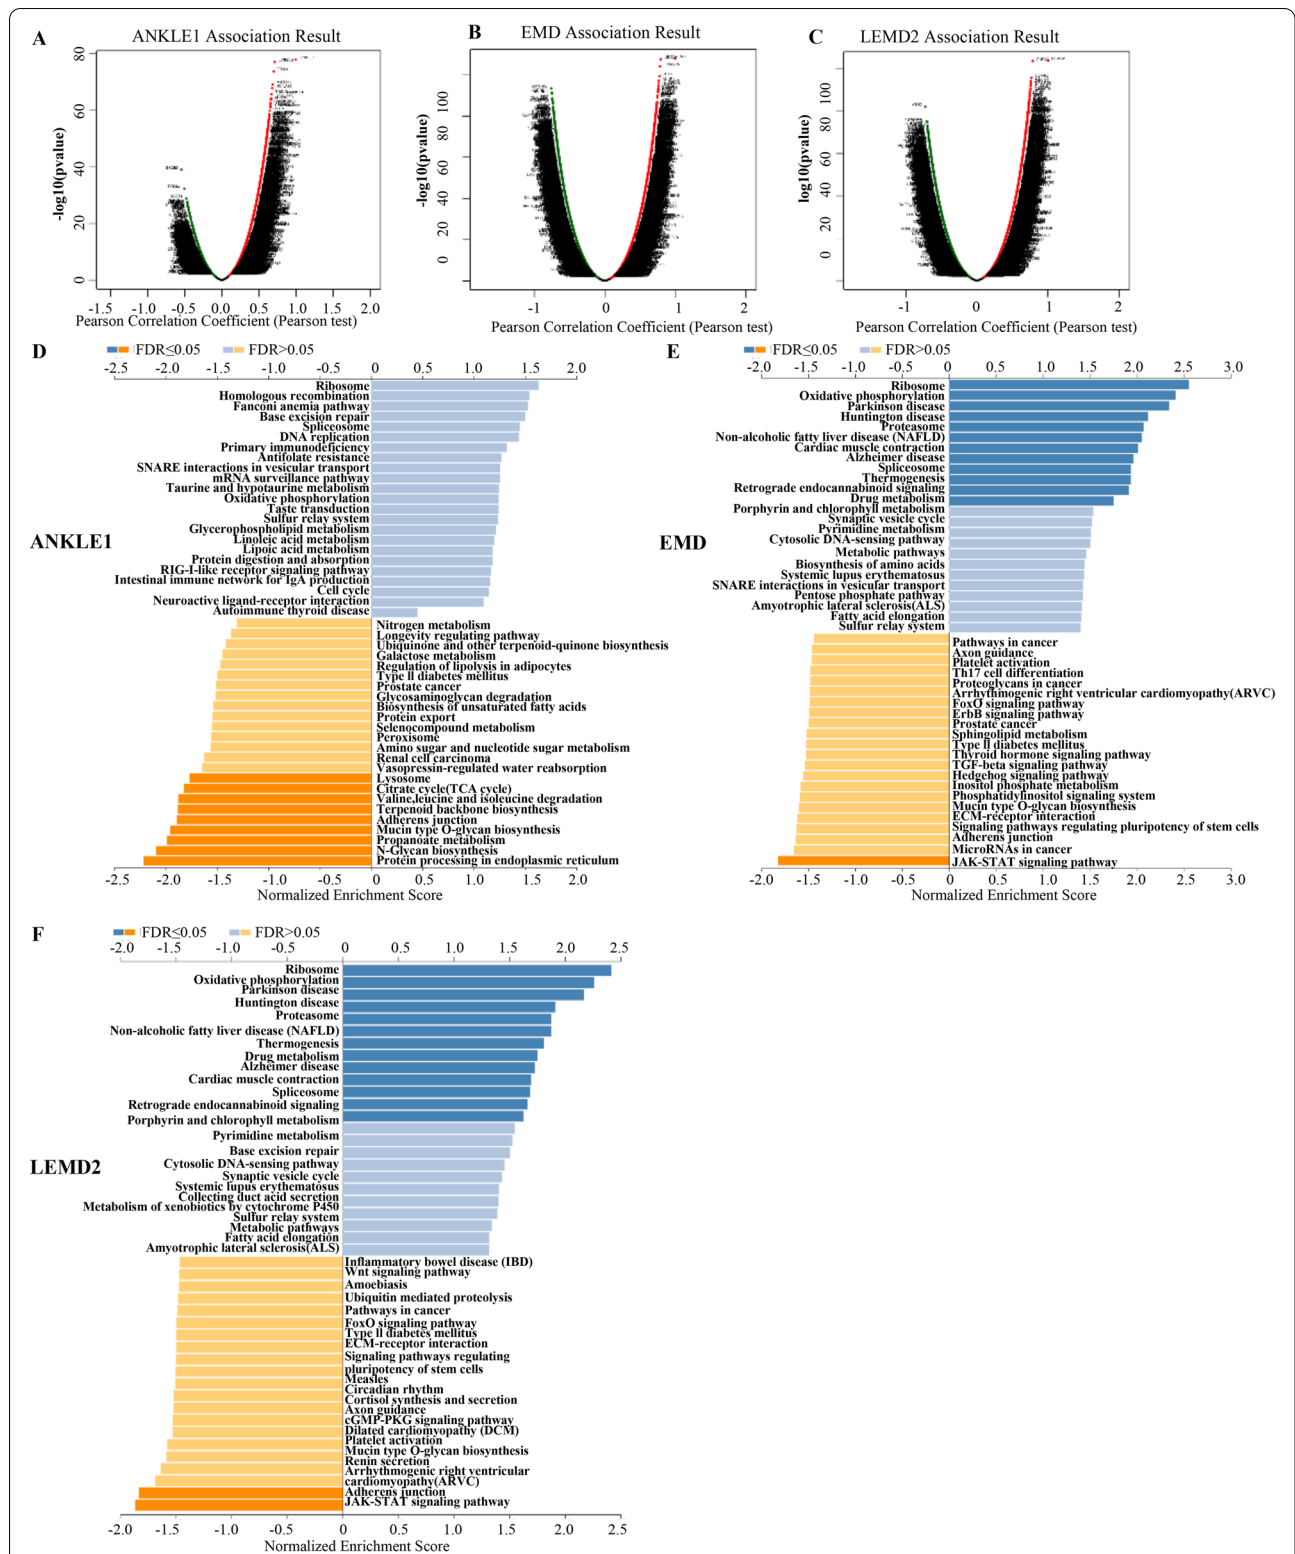 A
ANKLE1 Association Result
-log10(pvalue)
80
60
40
20
0
-1.5 -1.0 -0.5 0.0 0.5 1.0 1.5 2.0
Pearson Correlation Coefficient (Pearson test)
B
EMD Association Result
-log10(pvalue)
100
80
60
40
20
0
-1 0 1 2
Pearson Correlation Coefficient (Pearson test)
C
LEMD2 Association Result
log10(pvalue)
100
80
60
40
20
0
-1 0 1 2
Pearson Correlation Coefficient (Pearson test)
D
FDR≤0.05 FDR>0.05
-2.5 -2.0 -1.5 -1.0 -0.5 0 0.5 1.0 1.5 2.0
ANKLE1
Ribosome
Homologous recombination
Fanconi anemia pathway
Base excision repair
Spliceosome
DNA replication
Primary immunodeficiency
Antifolate resistance
SNARE interactions in vesicular transport
mRNA surveillance pathway
Taurine and hypotaurine metabolism
Oxidative phosphorylation
Taste transduction
Sulfur relay system
Glycerophospholipid metabolism
Linoleic acid metabolism
Lipoic acid metabolism
Protein digestion and absorption
RIG-I-like receptor signaling pathway
Intestinal immune network for IgA production
Cell cycle
Neuroactive ligand-receptor interaction
Autoimmune thyroid disease
Nitrogen metabolism
Longevity regulating pathway
Ubiquinone and other terpenoid-quinone biosynthesis
Galactose metabolism
Regulation of lipolysis in adipocytes
Type ll diabetes mellitus
Prostate cancer
Glycosaminoglycan degradation
Biosynthesis of unsaturated fatty acids
Protein export
Selenocompound metabolism
Peroxisome
Amino sugar and nucleotide sugar metabolism
Renal cell carcinoma
Vasopressin-regulated water reabsorption
Lysosome
Citrate cycle(TCA cycle)
Valine,leucine and isoleucine degradation
Terpenoid backbone biosynthesis
Adherens junction
Mucin type O-glycan biosynthesis
Propanoate metabolism
N-Glycan biosynthesis
Protein processing in endoplasmic reticulum
-2.5 -2.0 -1.5 -1.0 -0.5 0 0.5 1.0 1.5 2.0
Normalized Enrichment Score
E
FDR≤0.05 FDR>0.05
-2.0 -1.5 -1.0 -0.5 0 0.5 1.0 1.5 2.0 2.5 3.0
EMD
Ribosome
Oxidative phosphorylation
Parkinson disease
Huntington disease
Proteasome
Non-alcoholic fatty liver disease (NAFLD)
Cardiac muscle contraction
Alzheimer disease
Spliceosome
Thermogenesis
Retrograde endocannabinoid signaling
Drug metabolism
Porphyrin and chlorophyll metabolism
Synaptic vesicle cycle
Pyrimidine metabolism
Cytosolic DNA-sensing pathway
Metabolic pathways
Biosynthesis of amino acids
Systemic lupus erythematosus
SNARE interactions in vesicular transport
Pentose phosphate pathway
Amyotrophic lateral sclerosis(ALS)
Fatty acid elongation
Sulfur relay system
Pathways in cancer
Axon guidance
Platelet activation
Th17 cell differentiation
Proteoglycans in cancer
Arrhythmogenic right ventricular cardiomyopathy(ARVC)
FoxO signaling pathway
ErbB signaling pathway
Prostate cancer
Sphingolipid metabolism
Type ll diabetes mellitus
Thyroid hormone signaling pathway
TGF-beta signaling pathway
Hedgehog signaling pathway
Inositol phosphate metabolism
Phosphatidylinositol signaling system
Mucin type O-glycan biosynthesis
ECM-receptor interaction
Signaling pathways regulating pluripotency of stem cells
Adherens junction
MicroRNAs in cancer
JAK-STAT signaling pathway
-2.0 -1.5 -1.0 -0.5 0 0.5 1.0 1.5 2.0 2.5 3.0
Normalized Enrichment Score
F
FDR≤0.05 FDR>0.05
-2.0 -1.5 -1.0 -0.5 0 0.5 1.0 1.5 2.0 2.5
LEMD2
Ribosome
Oxidative phosphorylation
Parkinson disease
Huntington disease
Proteasome
Non-alcoholic fatty liver disease (NAFLD)
Thermogenesis
Drug metabolism
Alzheimer disease
Cardiac muscle contraction
Spliceosome
Retrograde endocannabinoid signaling
Porphyrin and chlorophyll metabolism
Pyrimidine metabolism
Base excision repair
Cytosolic DNA-sensing pathway
Synaptic vesicle cycle
Systemic lupus erythematosus
Collecting duct acid secretion
Metabolism of xenobiotics by cytochrome P450
Sulfur relay system
Metabolic pathways
Fatty acid elongation
Amyotrophic lateral sclerosis(ALS)
Inflammatory bowel disease (IBD)
Wnt signaling pathway
Amoebiasis
Ubiquitin mediated proteolysis
Pathways in cancer
FoxO signaling pathway
Type ll diabetes mellitus
ECM-receptor interaction
Signaling pathways regulating
pluripotency of stem cells
Measles
Circadian rhythm
Cortisol synthesis and secretion
Axon guidance
cGMP-PKG signaling pathway
Dilated cardiomyopathy (DCM)
Platelet activation
Mucin type O-glycan biosynthesis
Renin secretion
Arrhythmogenic right ventricular
cardiomyopathy(ARVC)
Adherens junction
JAK-STAT signaling pathway
-2.0 -1.5 -1.0 -0.5 0 0.5 1.0 1.5 2.0 2.5
Normalized Enrichment Score